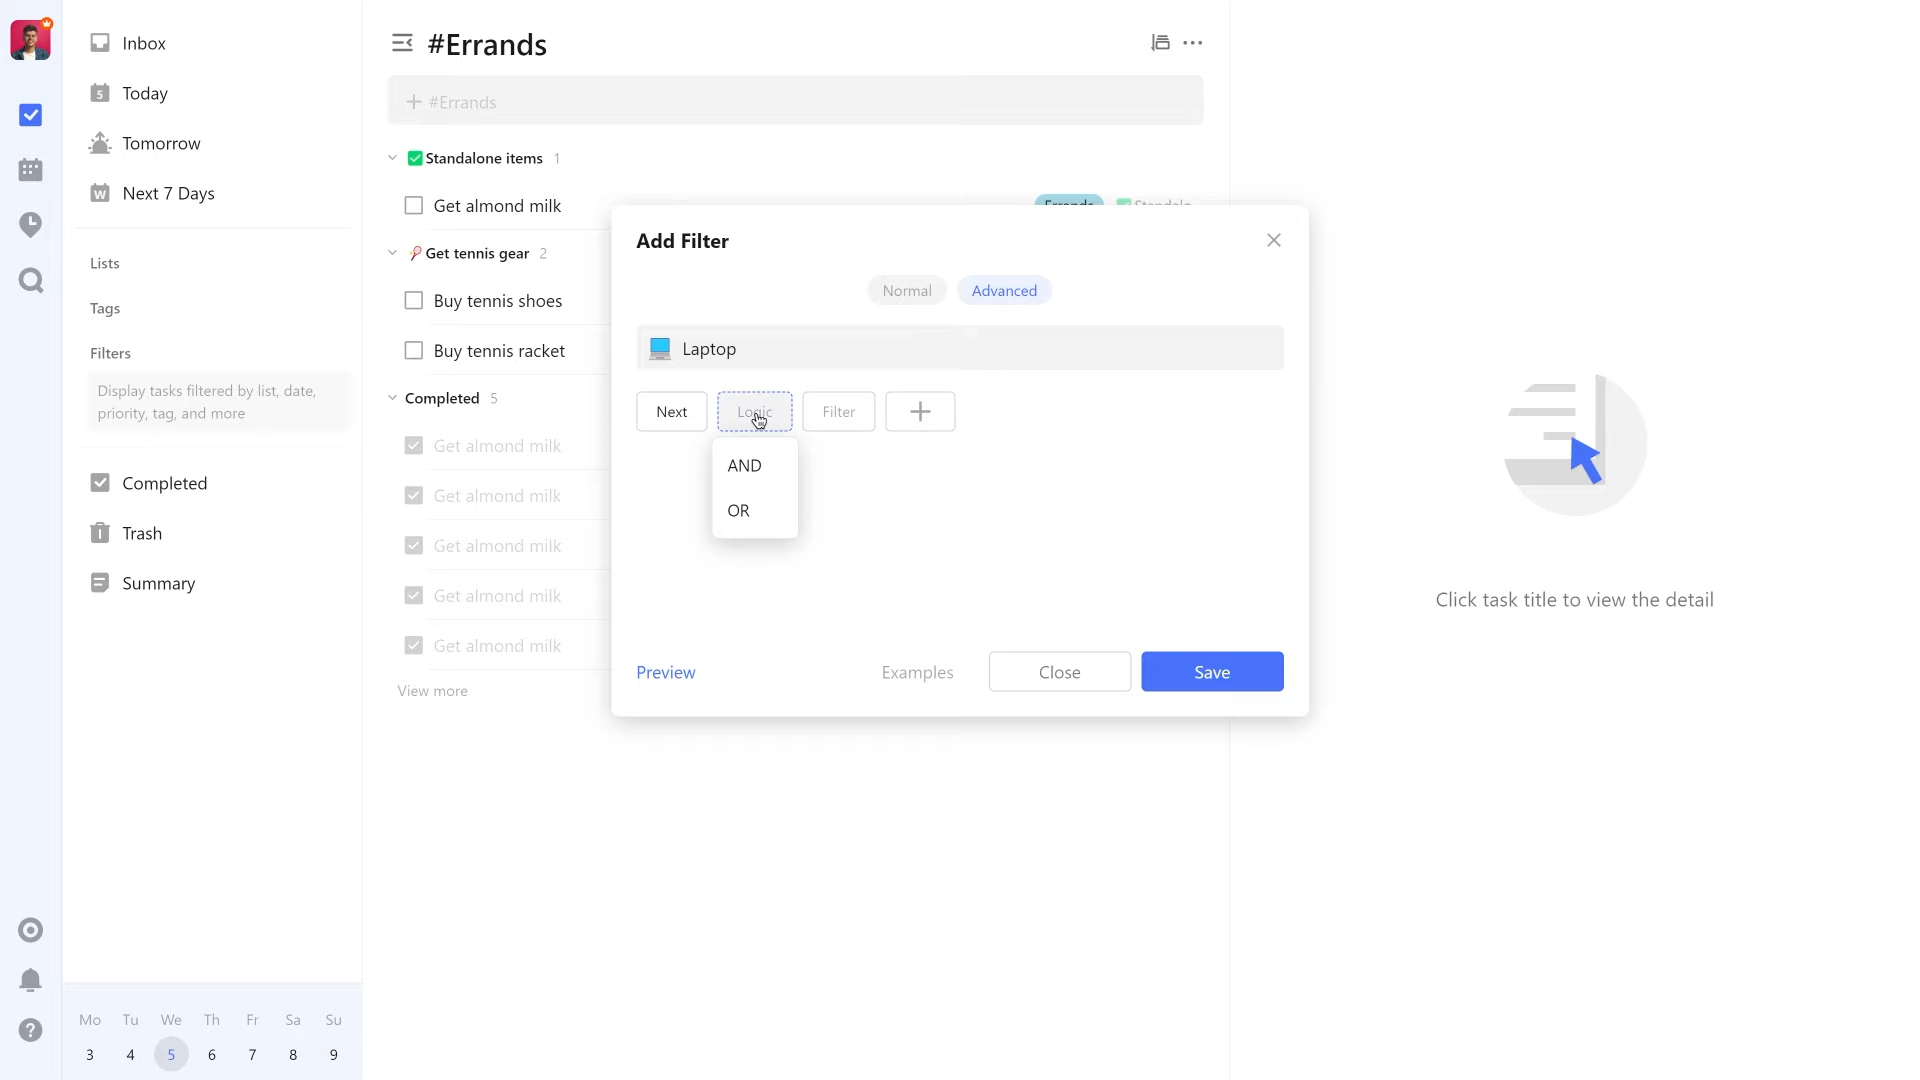 Inbox
5 Today
Tomorrow
W Next 7 Days
Lists
Tags
Filters
Display tasks filtered by list, date,
priority, tag, and more
Completed
Trash
Summary
Mo Tu We Th Fr Sa Su
3 4 5 6 7 8 9
#Errands
#Errands
Standalone items 1
Get almond milk
Errands Standalo
Get tennis gear 2
Buy tennis shoes
Buy tennis racket
Completed 5
Get almond milk
Get almond milk
Get almond milk
Get almond milk
Get almond milk
View more
Add Filter
Normal Advanced
Laptop
Next Logic Filter
AND
OR
Preview Examples Close Save
Click task title to view the detail